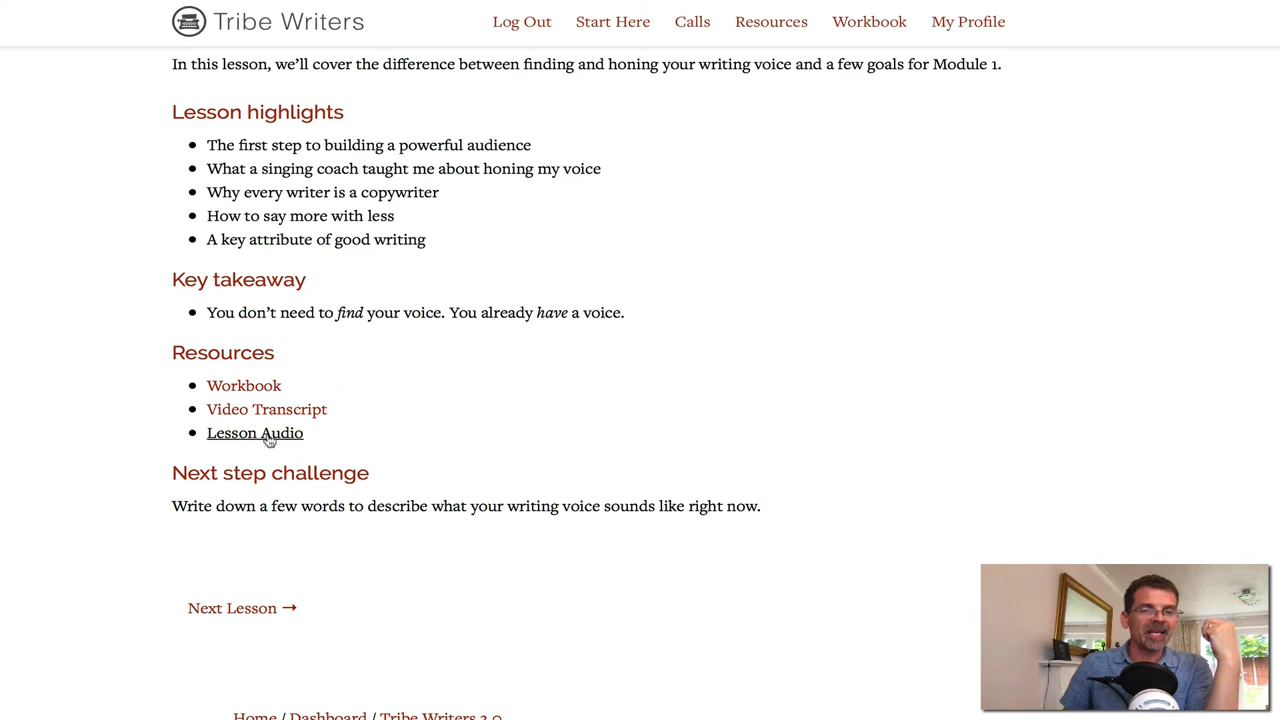 Tribe Writers
Log Out Start Here Calls Resources Workbook My Profile
In this lesson, we'll cover the difference between finding and honing your writing voice and a few goals for Module 1.
Lesson highlights
The first step to building a powerful audience
What a singing coach taught me about honing my voice
Why every writer is a copywriter
How to say more with less
A key attribute of good writing
Key takeaway
You don't need to find your voice. You already have a voice.
Resources
Workbook
Video Transcript
Lesson Audio
Next step challenge
Write down a few words to describe what your writing voice sounds like right now.
Next Lesson →
Home / Dashboard / Tribe Writers 2.0